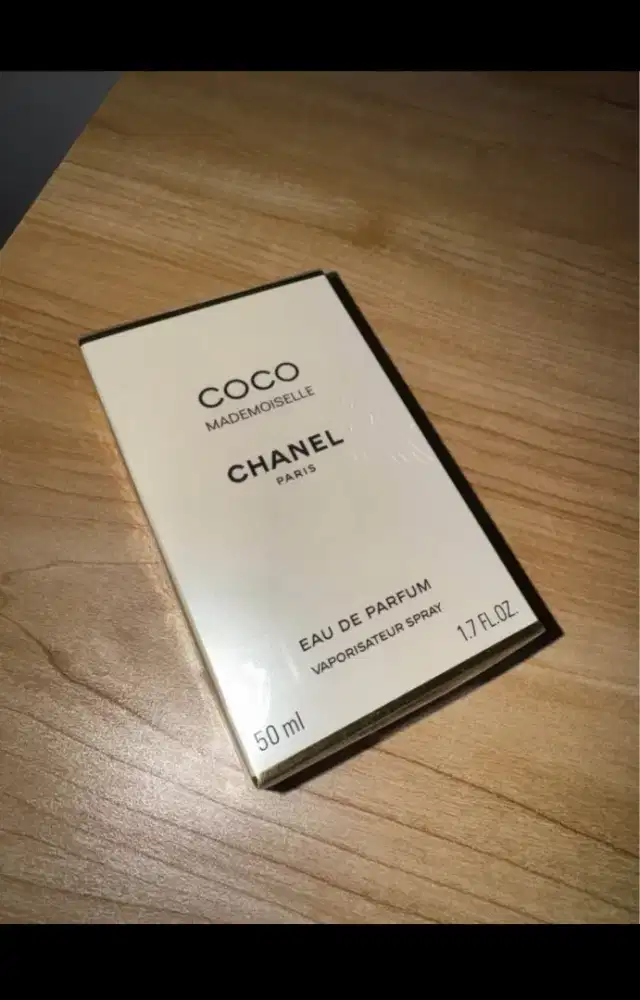 COCO
MADEMOISELLE
CHANEL
PARIS
EAU DE PARFUM
VAPORISATEUR SPRAY
50 ml
1.7 FL.OZ.